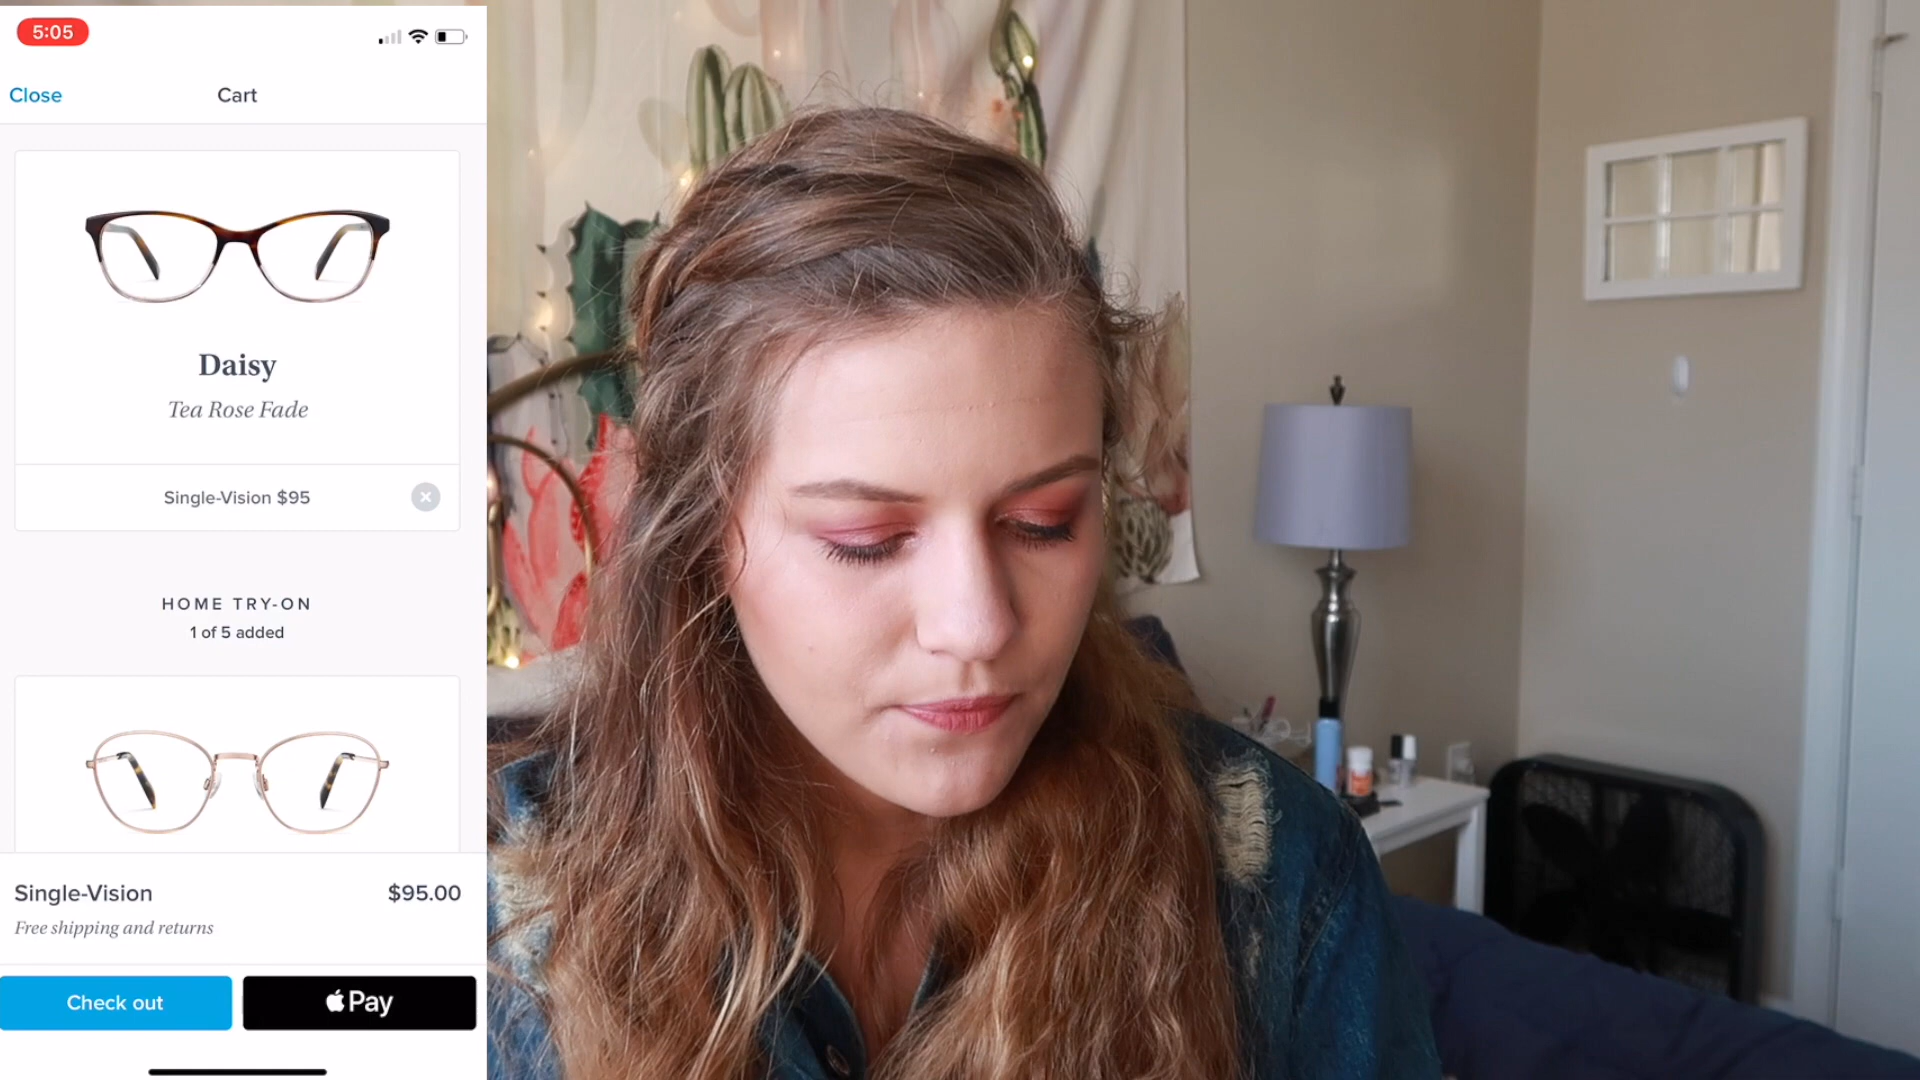 5:05
Close
Cart
Daisy
Tea Rose Fade
Single-Vision $95
HOME TRY-ON
1 of 5 added
Single-Vision
$95.00
Free shipping and returns
Check out
Pay